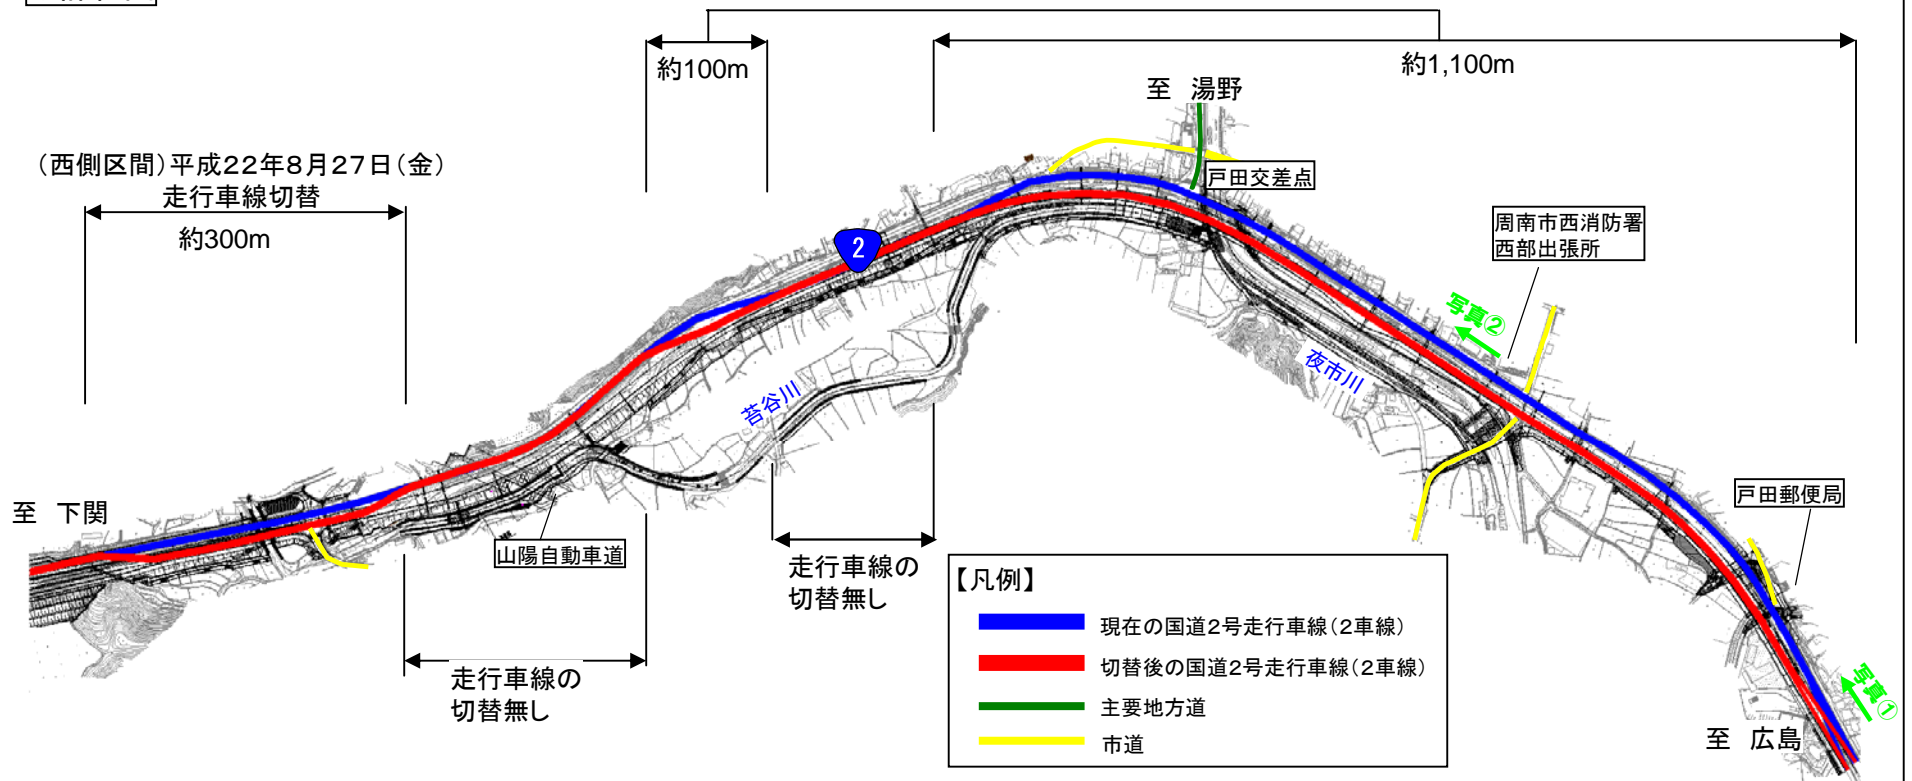 約100m
約1,100m
至 湯野
(西側区間)平成22年8月27日(金)
走行車線切替
約300m
戸田交差点
周南市西消防署
西部出張所
2
写真②
夜市川
苔谷川
至 下関
山陽自動車道
走行車線の
切替無し
走行車線の
切替無し
戸田郵便局
写真①
至 広島
【凡例】
現在の国道2号走行車線(2車線)
切替後の国道2号走行車線(2車線)
主要地方道
市道